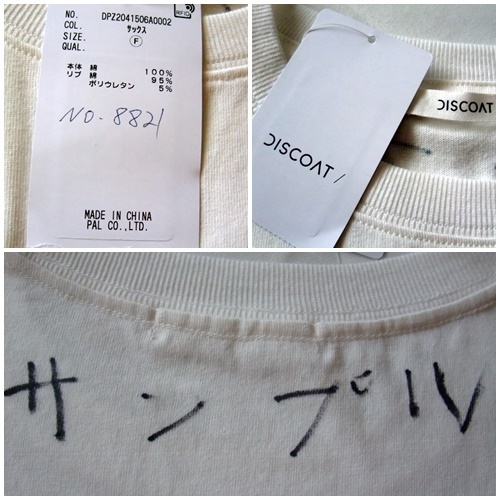 NO. DPZ2041506A0002
COL. サックス
SIZE. F
QUAL.
本体 綿 100%
リブ 綿 95%
ポリウレタン 5%
NO-8821
MADE IN CHINA
PAL CO.,LTD.
DISCOAT/
DISCOAT
サンプル